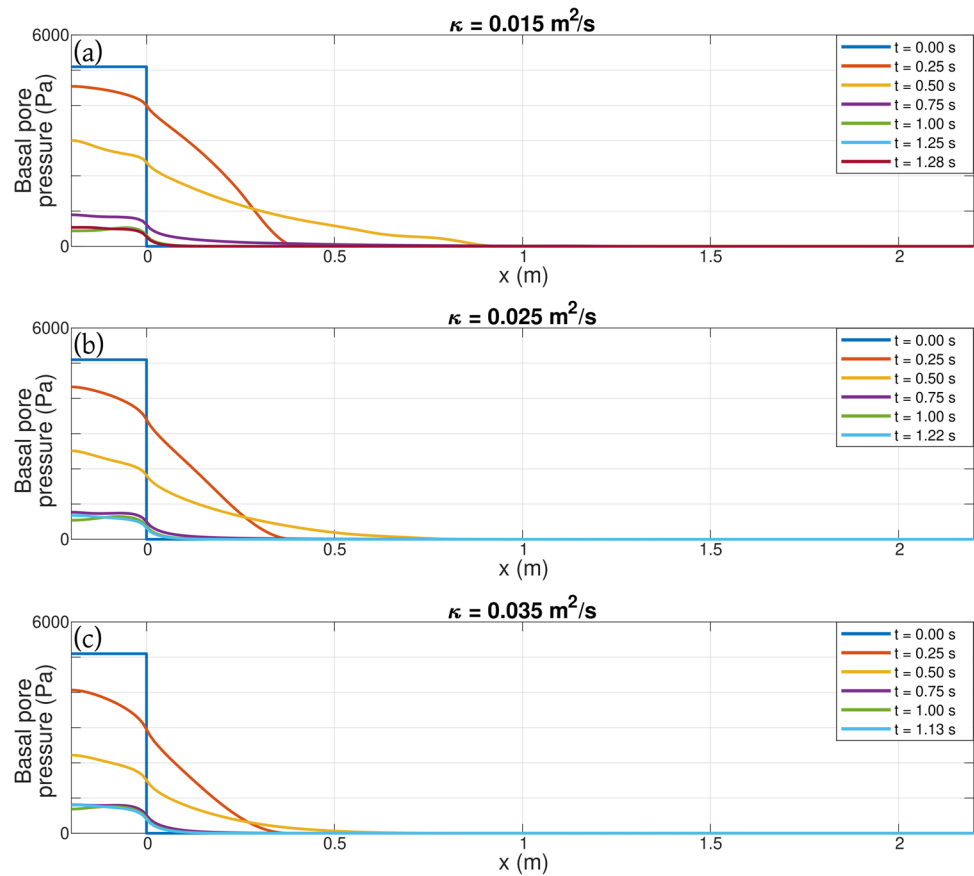 κ = 0.015 m²/s
(a)
6000
0
Basal pore
pressure (Pa)
t = 0.00 s
t = 0.25 s
t = 0.50 s
t = 0.75 s
t = 1.00 s
t = 1.25 s
t = 1.28 s
0 0.5 1 1.5 2
x (m)
κ = 0.025 m²/s
(b)
6000
0
Basal pore
pressure (Pa)
t = 0.00 s
t = 0.25 s
t = 0.50 s
t = 0.75 s
t = 1.00 s
t = 1.22 s
0 0.5 1 1.5 2
x (m)
κ = 0.035 m²/s
(c)
6000
0
Basal pore
pressure (Pa)
t = 0.00 s
t = 0.25 s
t = 0.50 s
t = 0.75 s
t = 1.00 s
t = 1.13 s
0 0.5 1 1.5 2
x (m)